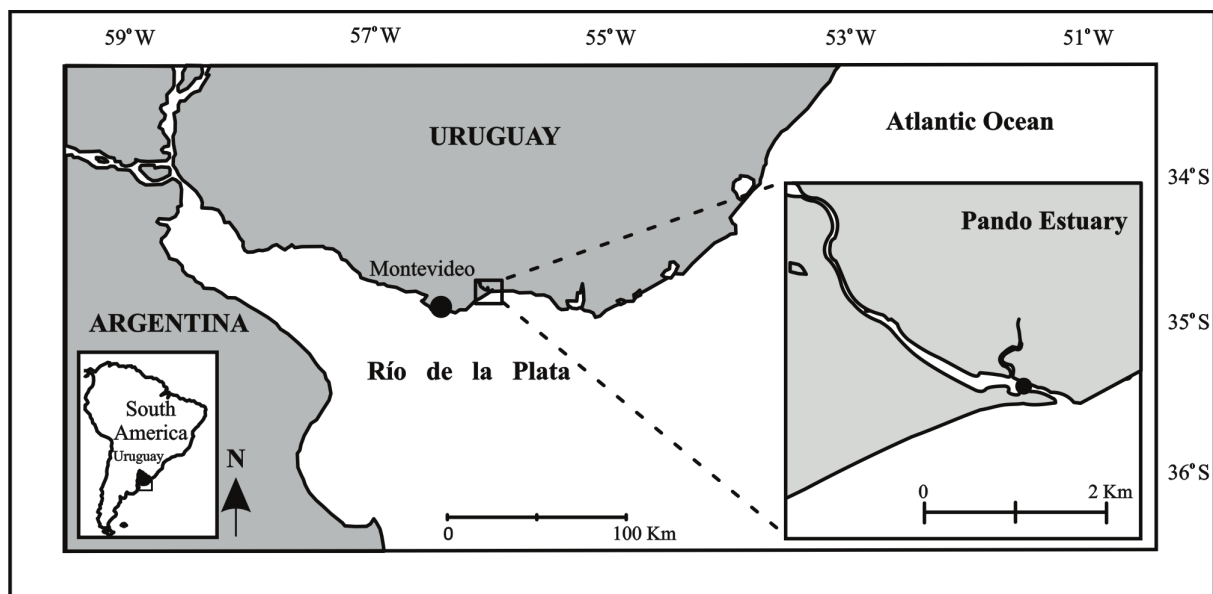 59°W 57°W 55°W 53°W 51°W
Atlantic Ocean
URUGUAY
34°S
Pando Estuary
Montevideo
ARGENTINA
35°S
Río de la Plata
South
America
Uruguay
N
36°S
0 2 Km
0 100 Km